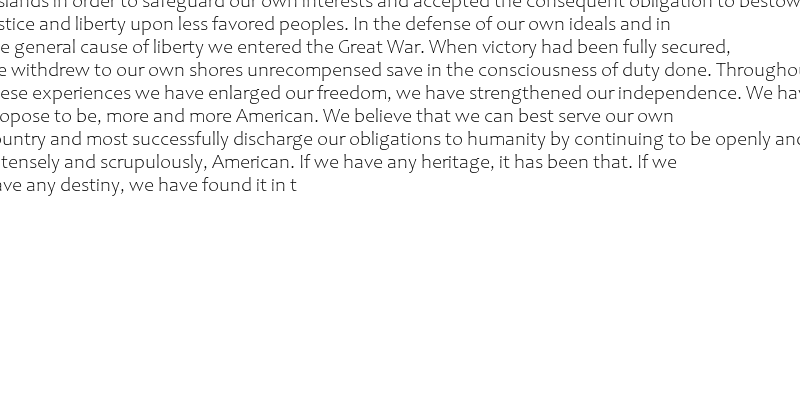 slands in order to safeguard our own interests and accepted the consequent obligation to bestow
stice and liberty upon less favored peoples. In the defense of our own ideals and in
e general cause of liberty we entered the Great War. When victory had been fully secured,
e withdrew to our own shores unrecompensed save in the consciousness of duty done. Throughou
ese experiences we have enlarged our freedom, we have strengthened our independence. We hav
opose to be, more and more American. We believe that we can best serve our own
ountry and most successfully discharge our obligations to humanity by continuing to be openly and
tensely and scrupulously, American. If we have any heritage, it has been that. If we
ave any destiny, we have found it in t